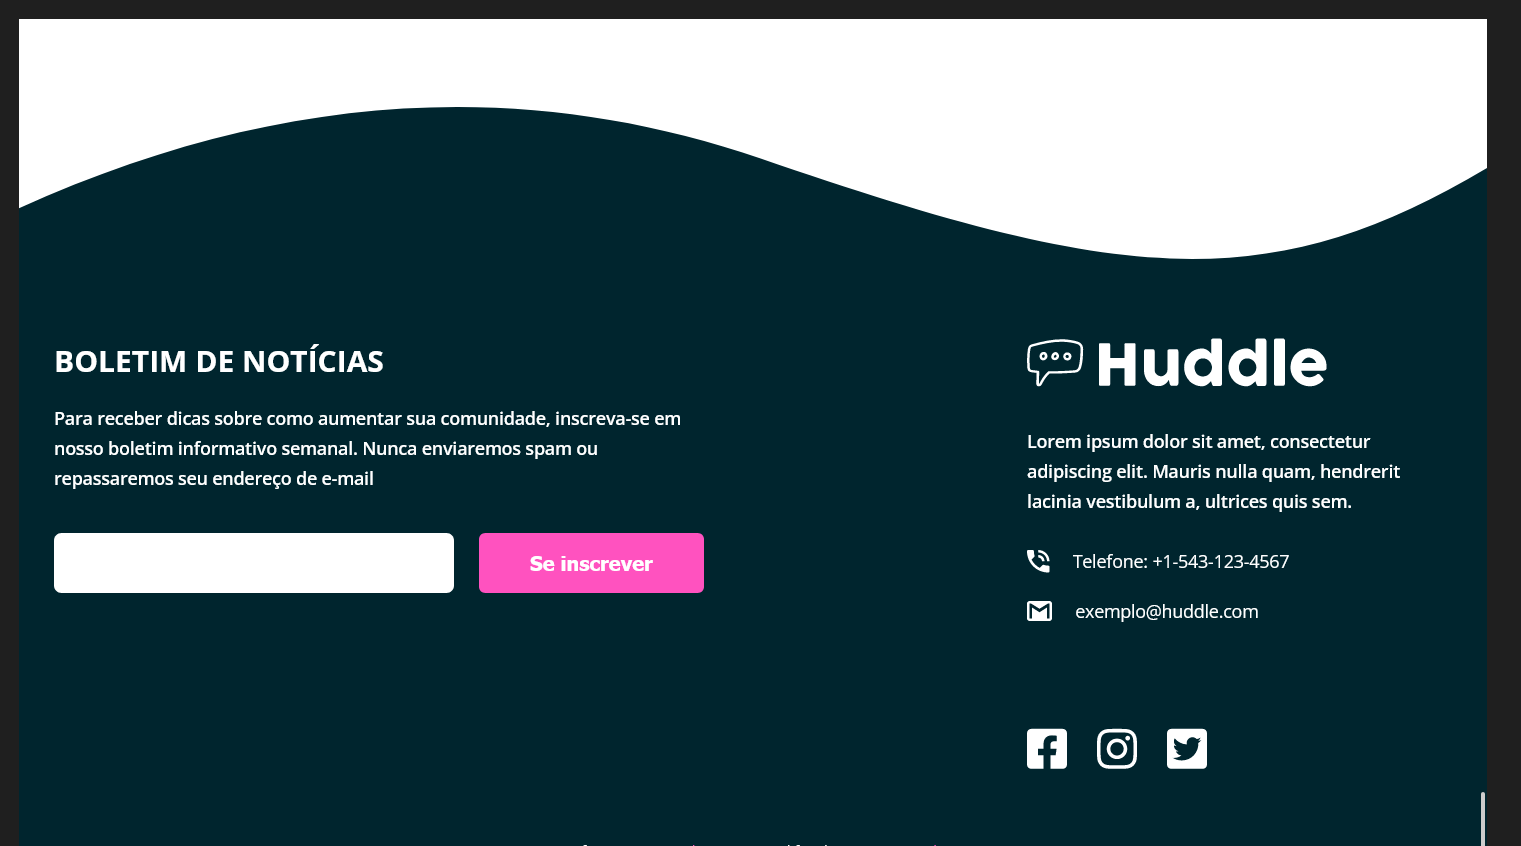 BOLETIM DE NOTÍCIAS
Para receber dicas sobre como aumentar sua comunidade, inscreva-se em
nosso boletim informativo semanal. Nunca enviaremos spam ou
repassaremos seu endereço de e-mail
Se inscrever
Huddle
Lorem ipsum dolor sit amet, consectetur
adipiscing elit. Mauris nulla quam, hendrerit
lacinia vestibulum a, ultrices quis sem.
Telefone: +1-543-123-4567
exemplo@huddle.com